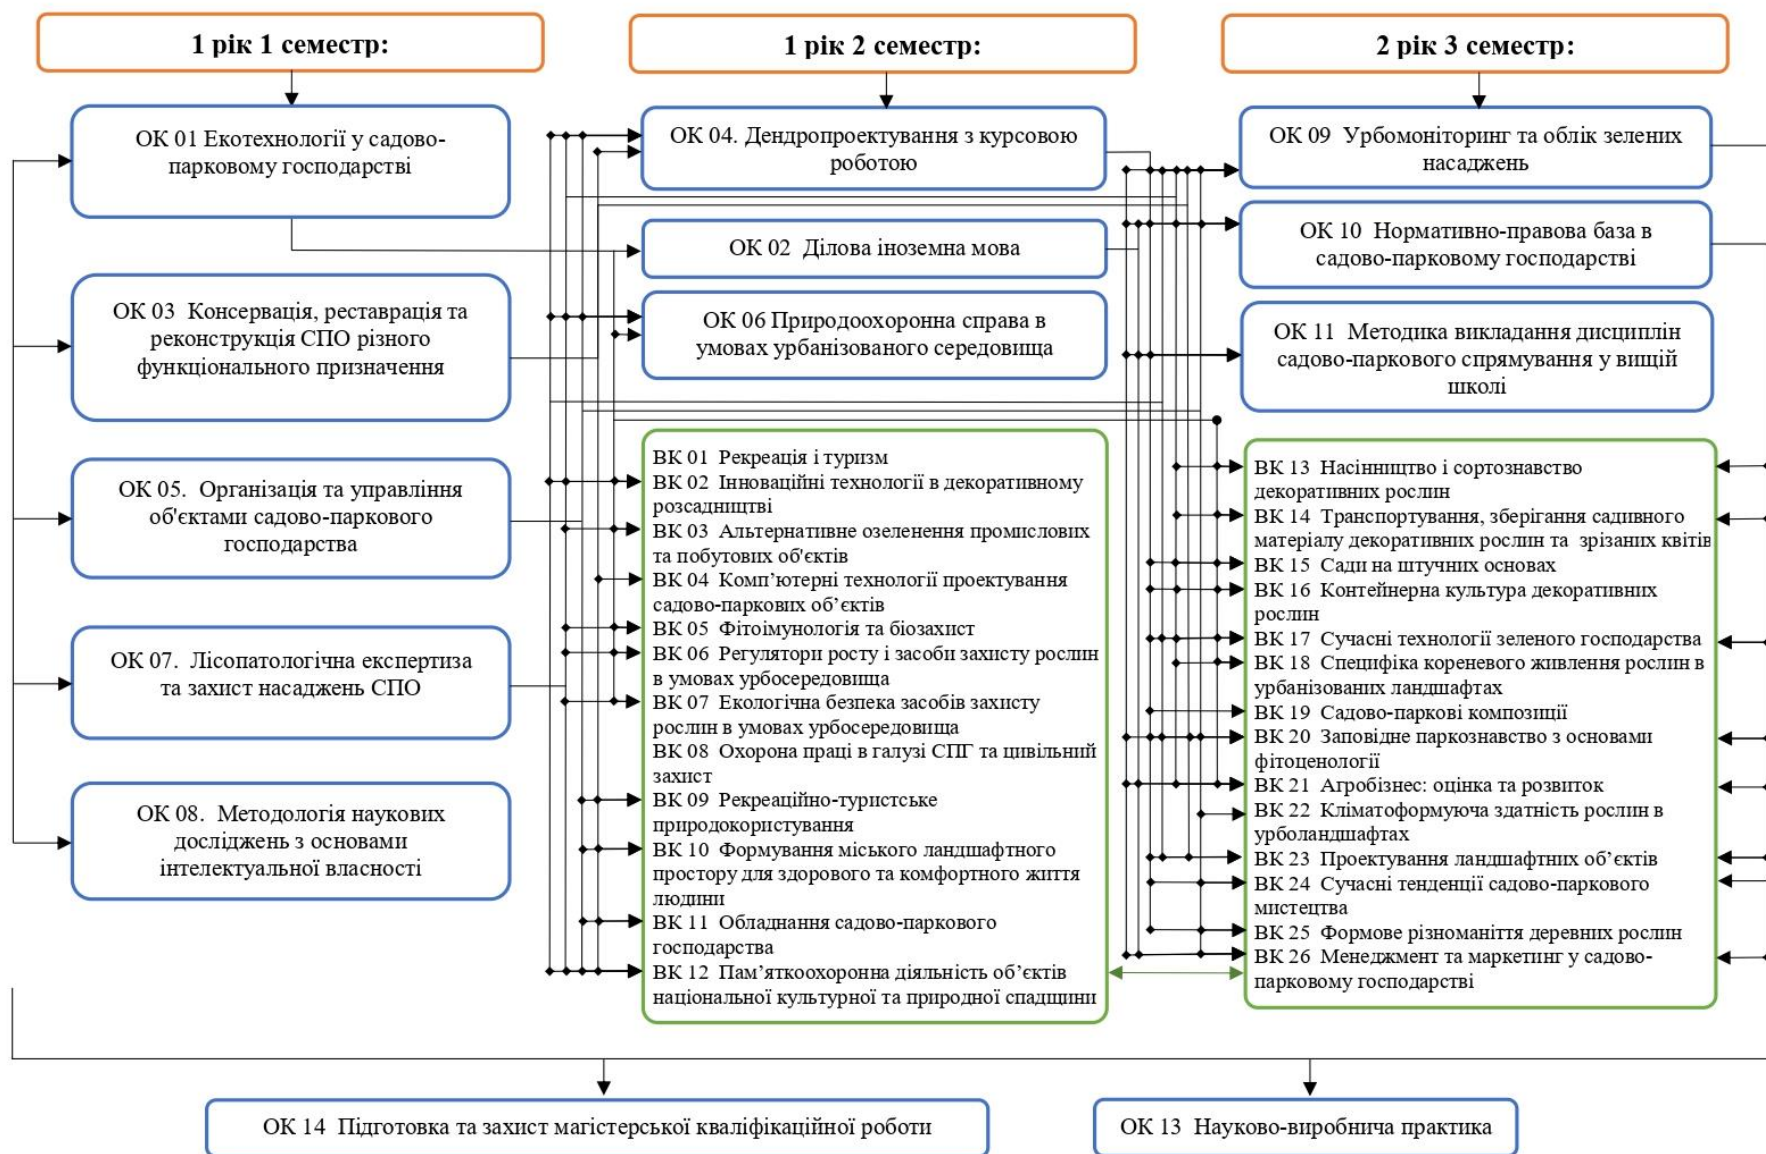 1 рік 1 семестр:
ОК 01 Екотехнології у садово-
парковому господарстві
ОК 03 Консервація, реставрація та
реконструкція СПО різного
функціонального призначення
ОК 05. Організація та управління
об'єктами садово-паркового
господарства
ОК 07. Лісопатологічна експертиза
та захист насаджень СПО
ОК 08. Методологія наукових
досліджень з основами
інтелектуальної власності
1 рік 2 семестр:
ОК 04. Дендропроектування з курсовою
роботою
ОК 02 Ділова іноземна мова
ОК 06 Природоохоронна справа в
умовах урбанізованого середовища
ВК 01 Рекреація і туризм
ВК 02 Інноваційні технології в декоративному
розсадництві
ВК 03 Альтернативне озеленення промислових
та побутових об'єктів
ВК 04 Комп’ютерні технології проектування
садово-паркових об’єктів
ВК 05 Фітоімунологія та біозахист
ВК 06 Регулятори росту і засоби захисту рослин
в умовах урбосередовища
ВК 07 Екологічна безпека засобів захисту
рослин в умовах урбосередовища
ВК 08 Охорона праці в галузі СПГ та цивільний
захист
ВК 09 Рекреаційно-туристське
природокористування
ВК 10 Формування міського ландшафтного
простору для здорового та комфортного життя
людини
ВК 11 Обладнання садово-паркового
господарства
ВК 12 Пам’яткоохоронна діяльність об’єктів
національної культурної та природної спадщини
2 рік 3 семестр:
ОК 09 Урбомоніторинг та облік зелених
насаджень
ОК 10 Нормативно-правова база в
садово-парковому господарстві
ОК 11 Методика викладання дисциплін
садово-паркового спрямування у вищій
школі
ВК 13 Насінництво і сортознавство
декоративних рослин
ВК 14 Транспортування, зберігання садивного
матеріалу декоративних рослин та зрізаних квітів
ВК 15 Сади на штучних основах
ВК 16 Контейнерна культура декоративних
рослин
ВК 17 Сучасні технології зеленого господарства
ВК 18 Специфіка кореневого живлення рослин в
урбанізованих ландшафтах
ВК 19 Садово-паркові композиції
ВК 20 Заповідне паркознавство з основами
фітоценології
ВК 21 Агробізнес: оцінка та розвиток
ВК 22 Кліматоформуюча здатність рослин в
урболандшафтах
ВК 23 Проектування ландшафтних об’єктів
ВК 24 Сучасні тенденції садово-паркового
мистецтва
ВК 25 Формове різноманіття деревних рослин
ВК 26 Менеджмент та маркетинг у садово-
парковому господарстві
ОК 14 Підготовка та захист магістерської кваліфікаційної роботи
ОК 13 Науково-виробнича практика